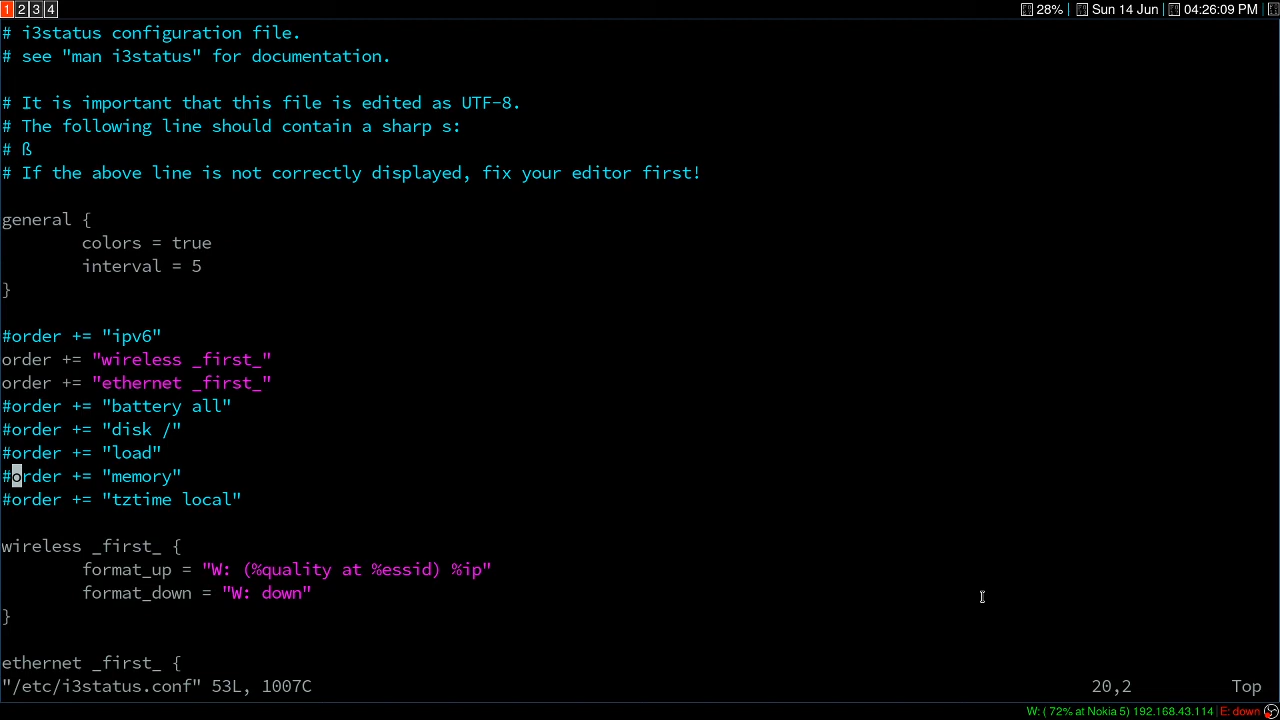 1 2 3 4
28% | Sun 14 Jun | 04:26:09 PM |
# i3status configuration file.
# see "man i3status" for documentation.
# It is important that this file is edited as UTF-8.
# The following line should contain a sharp s:
# ß
# If the above line is not correctly displayed, fix your editor first!
general {
colors = true
interval = 5
}
#order += "ipv6"
order += "wireless _first_"
order += "ethernet _first_"
#order += "battery all"
#order += "disk /"
#order += "load"
#order += "memory"
#order += "tztime local"
wireless _first_ {
format_up = "W: (%quality at %essid) %ip"
format_down = "W: down"
}
ethernet _first_ {
"/etc/i3status.conf" 53L, 1007C 20,2 Top
W: ( 72% at Nokia 5) 192.168.43.114 | E: down